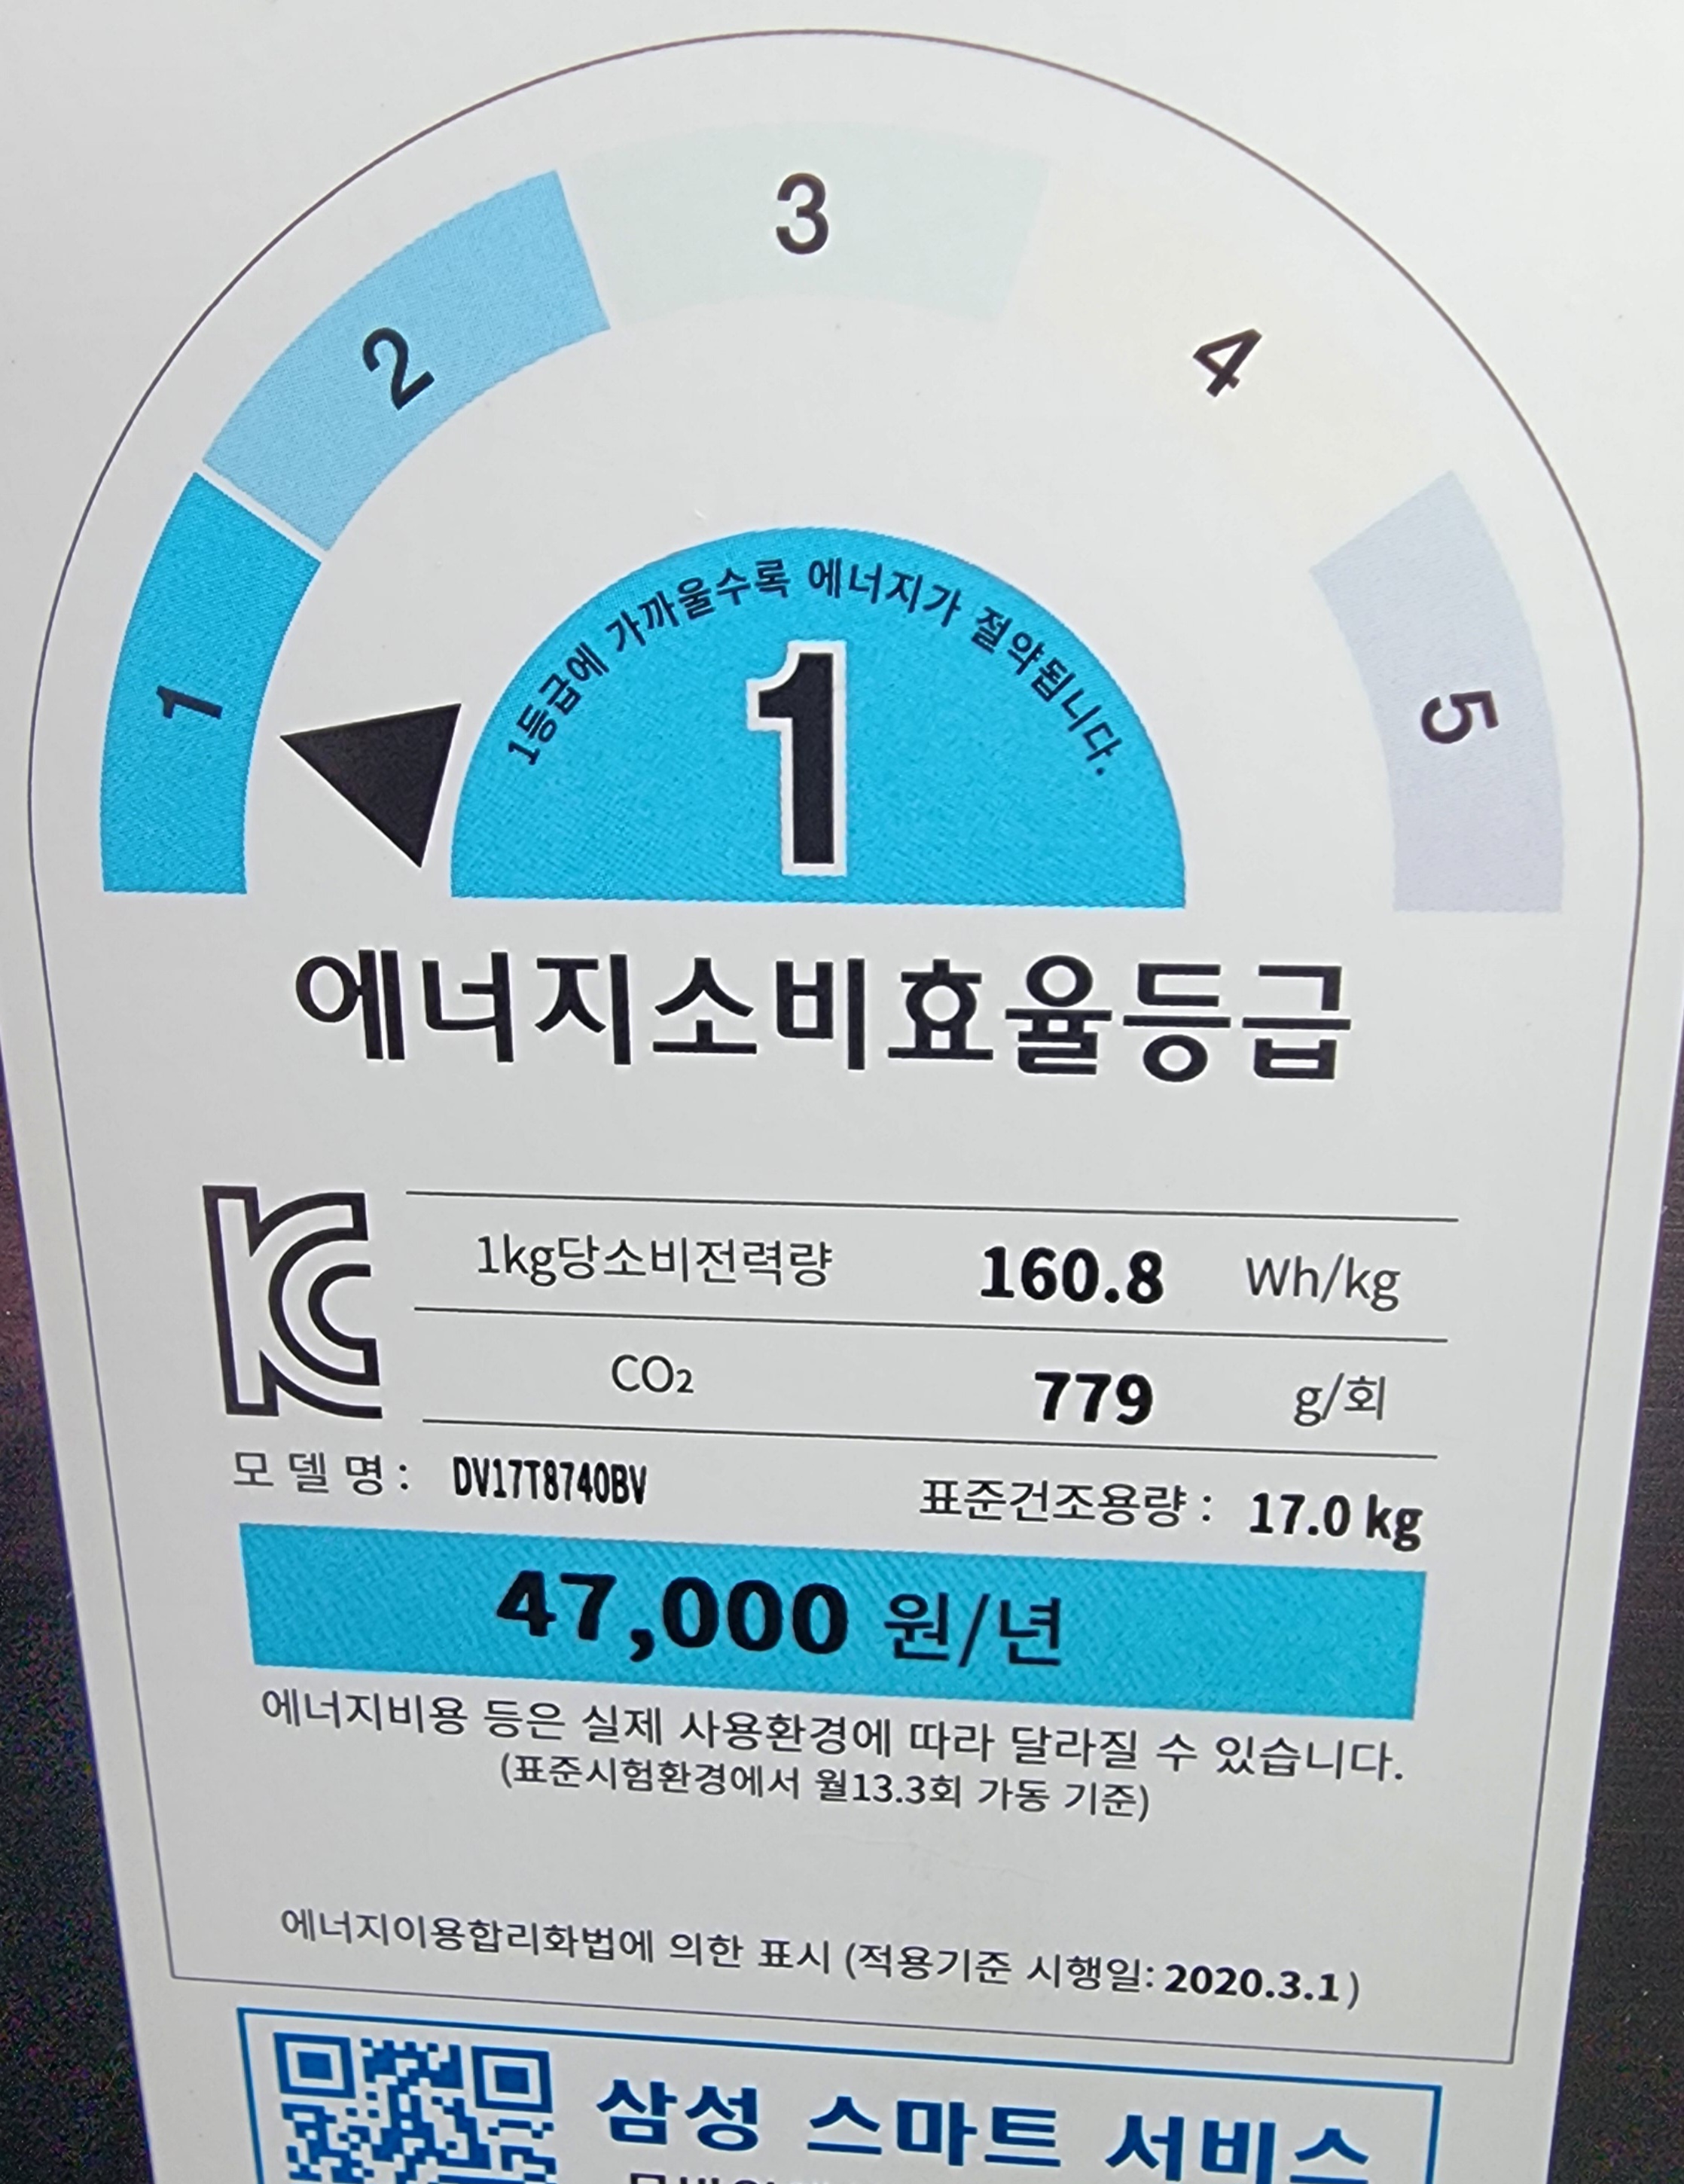 3
2
4
1
5
1등급에 가까울수록 에너지가 절약됩니다.
1
에너지소비효율등급
1kg당소비전력량 160.8 Wh/kg
CO₂ 779 g/회
모델명 : DV17T8740BV 표준건조용량 : 17.0 kg
47,000 원/년
에너지비용 등은 실제 사용환경에 따라 달라질 수 있습니다.
(표준시험환경에서 월13.3회 가동 기준)
에너지이용합리화법에 의한 표시 (적용기준 시행일: 2020.3.1)
삼성 스마트 서비스